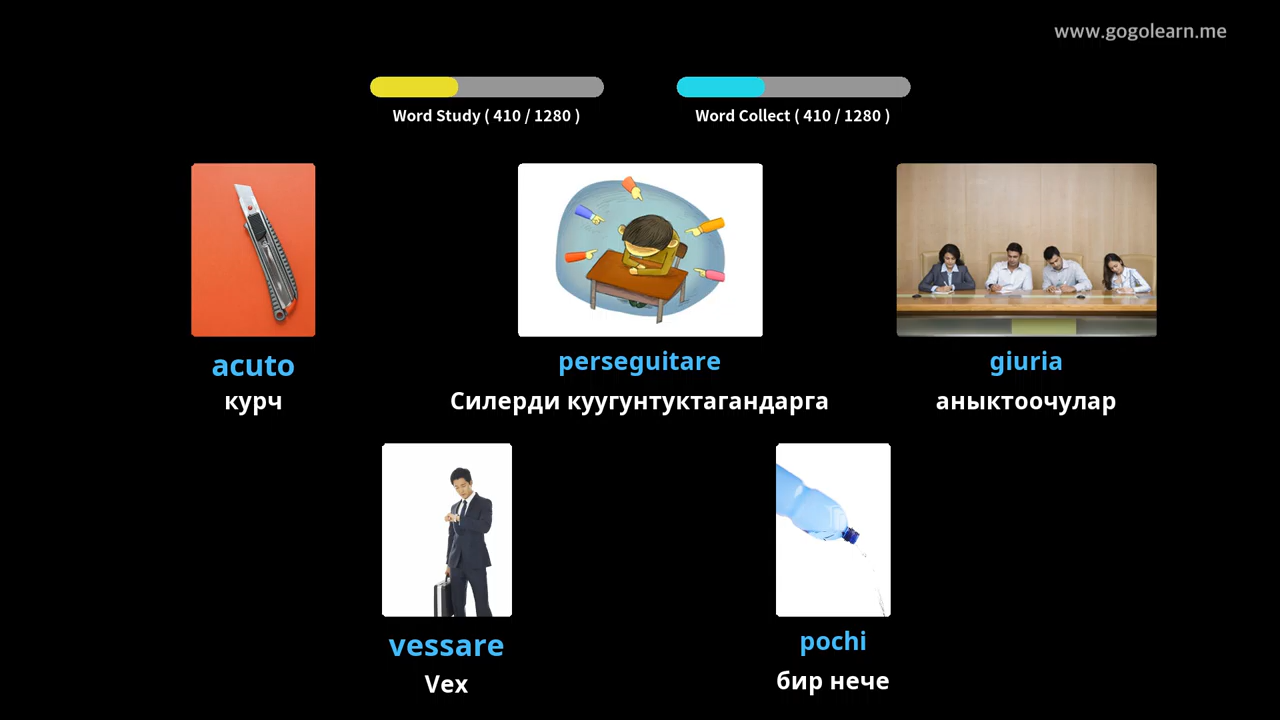 www.gogolearn.me
Word Study ( 410 / 1280 )
Word Collect ( 410 / 1280 )
acuto
курч
perseguitare
Силерди куугунтуктагандарга
giuria
аныктоочулар
vessare
Vex
pochi
бир нече